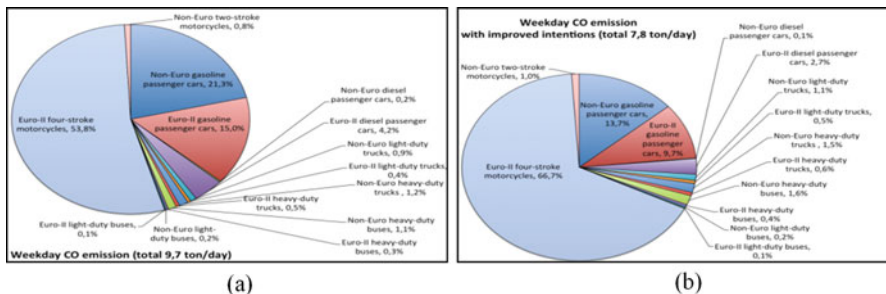 Non-Euro two-stroke
motorcycles, 0,8%
Non-Euro gasoline
passenger cars, 21,3%
Euro-II gasoline
passenger cars, 15,0%
Non-Euro diesel
passenger cars, 0,2%
Euro-II diesel passenger
cars, 4,2%
Non-Euro light-duty
trucks, 0,9%
Euro-II light-duty trucks,
0,4%
Non-Euro heavy-duty
trucks , 1,2%
Euro-II heavy-duty
trucks, 0,5%
Non-Euro heavy-duty
buses, 1,1%
Euro-II heavy-duty
buses, 0,3%
Non-Euro light-
duty buses, 0,2%
Euro-II light-duty buses,
0,1%
Euro-II four-stroke
motorcycles, 53,8%
Weekday CO emission (total 9,7 ton/day)
(a)
Weekday CO emission
with improved intentions (total 7,8 ton/day)
Non-Euro two-stroke
motorcycles, 1,0%
Non-Euro gasoline
passenger cars,
13,7%
Euro-II
gasoline
passenger
cars, 9,7%
Non-Euro diesel
passenger cars, 0,1%
Euro-II diesel passenger
cars, 2,7%
Non-Euro light-duty
trucks, 1,1%
Euro-II light-duty trucks,
0,5%
Non-Euro heavy-duty
trucks , 1,5%
Euro-II heavy-duty
trucks, 0,6%
Non-Euro heavy-duty
buses, 1,6%
Euro-II heavy-duty
buses, 0,4%
Non-Euro light-duty
buses, 0,2%
Euro-II light-duty buses,
0,1%
Euro-II four-stroke
motorcycles, 66,7%
(b)